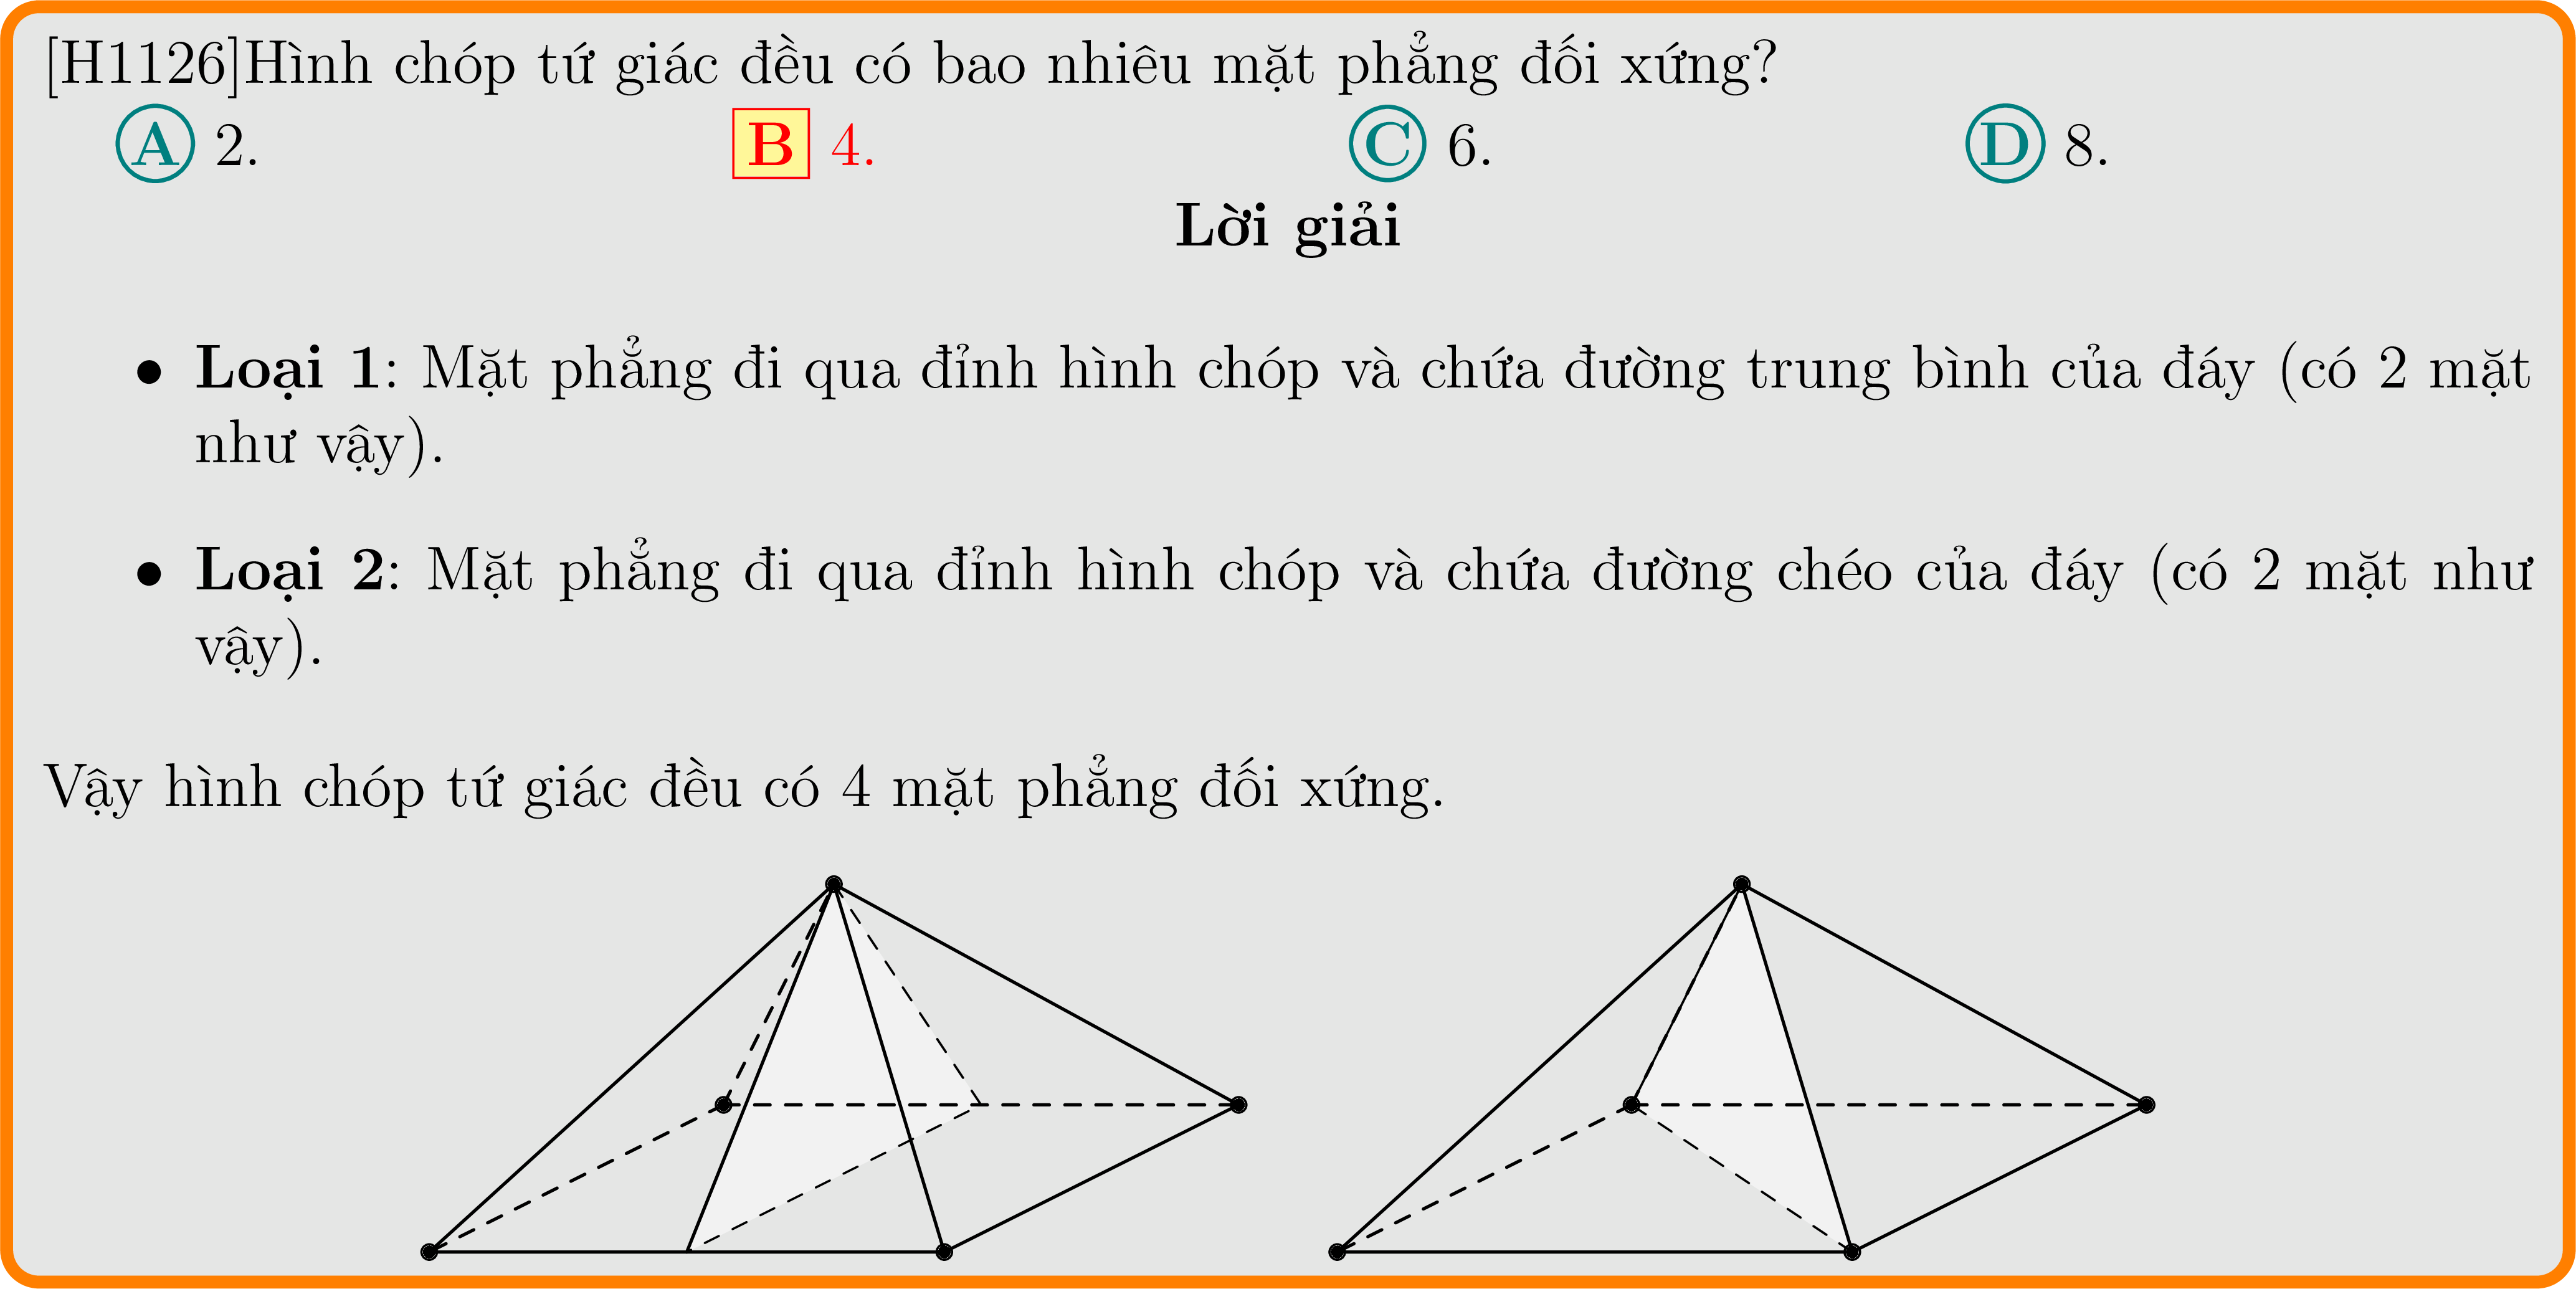 [H1126]Hình chóp tứ giác đều có bao nhiêu mặt phẳng đối xứng?
A 2. B 4. C 6. D 8.
Lời giải
• Loại 1: Mặt phẳng đi qua đỉnh hình chóp và chứa đường trung bình của đáy (có 2 mặt
như vậy).
• Loại 2: Mặt phẳng đi qua đỉnh hình chóp và chứa đường chéo của đáy (có 2 mặt như
vậy).
Vậy hình chóp tứ giác đều có 4 mặt phẳng đối xứng.